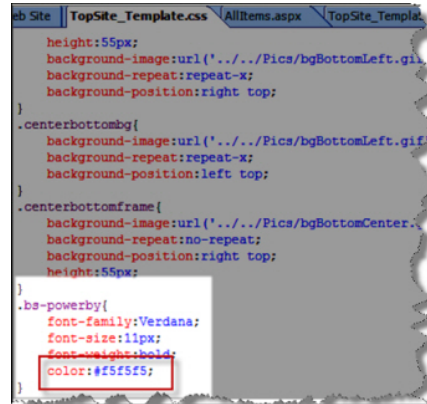 eb Site TopSite_Template.css AllItems.aspx TopSite_Templat
height:55px;
background-image:url('../../Pics/bgBottomLeft.gif
background-repeat:repeat-x;
background-position:right top;
}
.centerbottombg{
background-image:url('../../Pics/bgBottomLeft.gif
background-repeat:repeat-x;
background-position:left top;
}
.centerbottomframe{
background-image:url('../../Pics/bgBottomCenter.
background-repeat:no-repeat;
background-position:right top;
height:55px;
}
.bs-powerby{
font-family:Verdana;
font-size:11px;
font-weight:bold;
color:#f5f5f5;
}